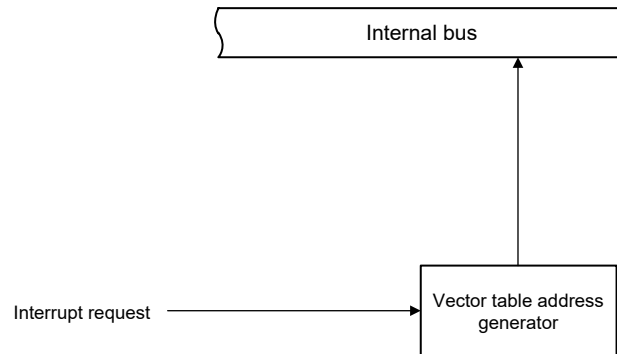 Internal bus
Interrupt request
Vector table address
generator